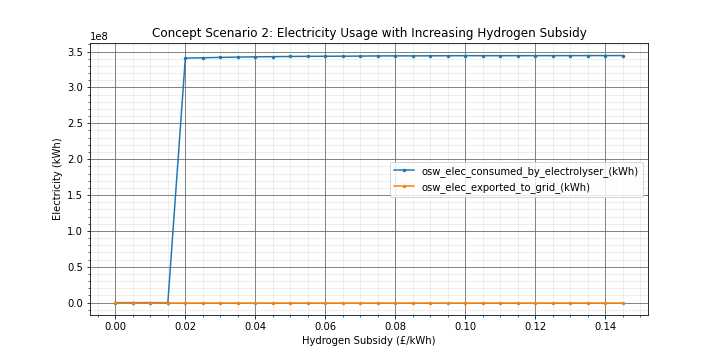 Concept Scenario 2: Electricity Usage with Increasing Hydrogen Subsidy
1e8
3.5
3.0
2.5
2.0
1.5
1.0
0.5
0.0
Electricity (kWh)
osw_elec_consumed_by_electrolyser_(kWh)
osw_elec_exported_to_grid_(kWh)
0.00 0.02 0.04 0.06 0.08 0.10 0.12 0.14
Hydrogen Subsidy (£/kWh)